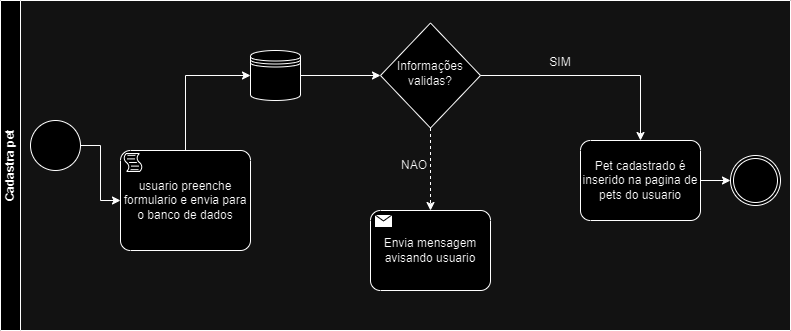 Cadastra pet
usuario preenche
formulario e envia para
o banco de dados
Informações
validas?
SIM
NAO
Envia mensagem
avisando usuario
Pet cadastrado é
inserido na pagina de
pets do usuario